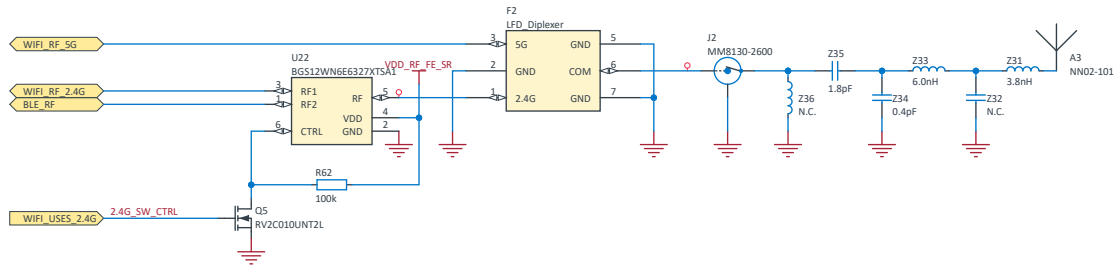 F2
LFD_Diplexer
WIFI_RF_5G
3
5G
GND
5
J2
MM8130-2600
U22
BGS12WN6E6327XTSA1
VDD_RF_FE_SR
2
GND
COM
6
Z35
1.8pF
Z33
6.0nH
Z31
3.8nH
A3
NN02-101
WIFI_RF_2.4G
3
RF1
RF
5
1
2.4G
GND
7
BLE_RF
1
RF2
Z36
N.C.
Z34
0.4pF
Z32
N.C.
VDD
4
6
CTRL
GND
2
R62
100k
WIFI_USES_2.4G
2.4G_SW_CTRL
Q5
RV2C010UNT2L